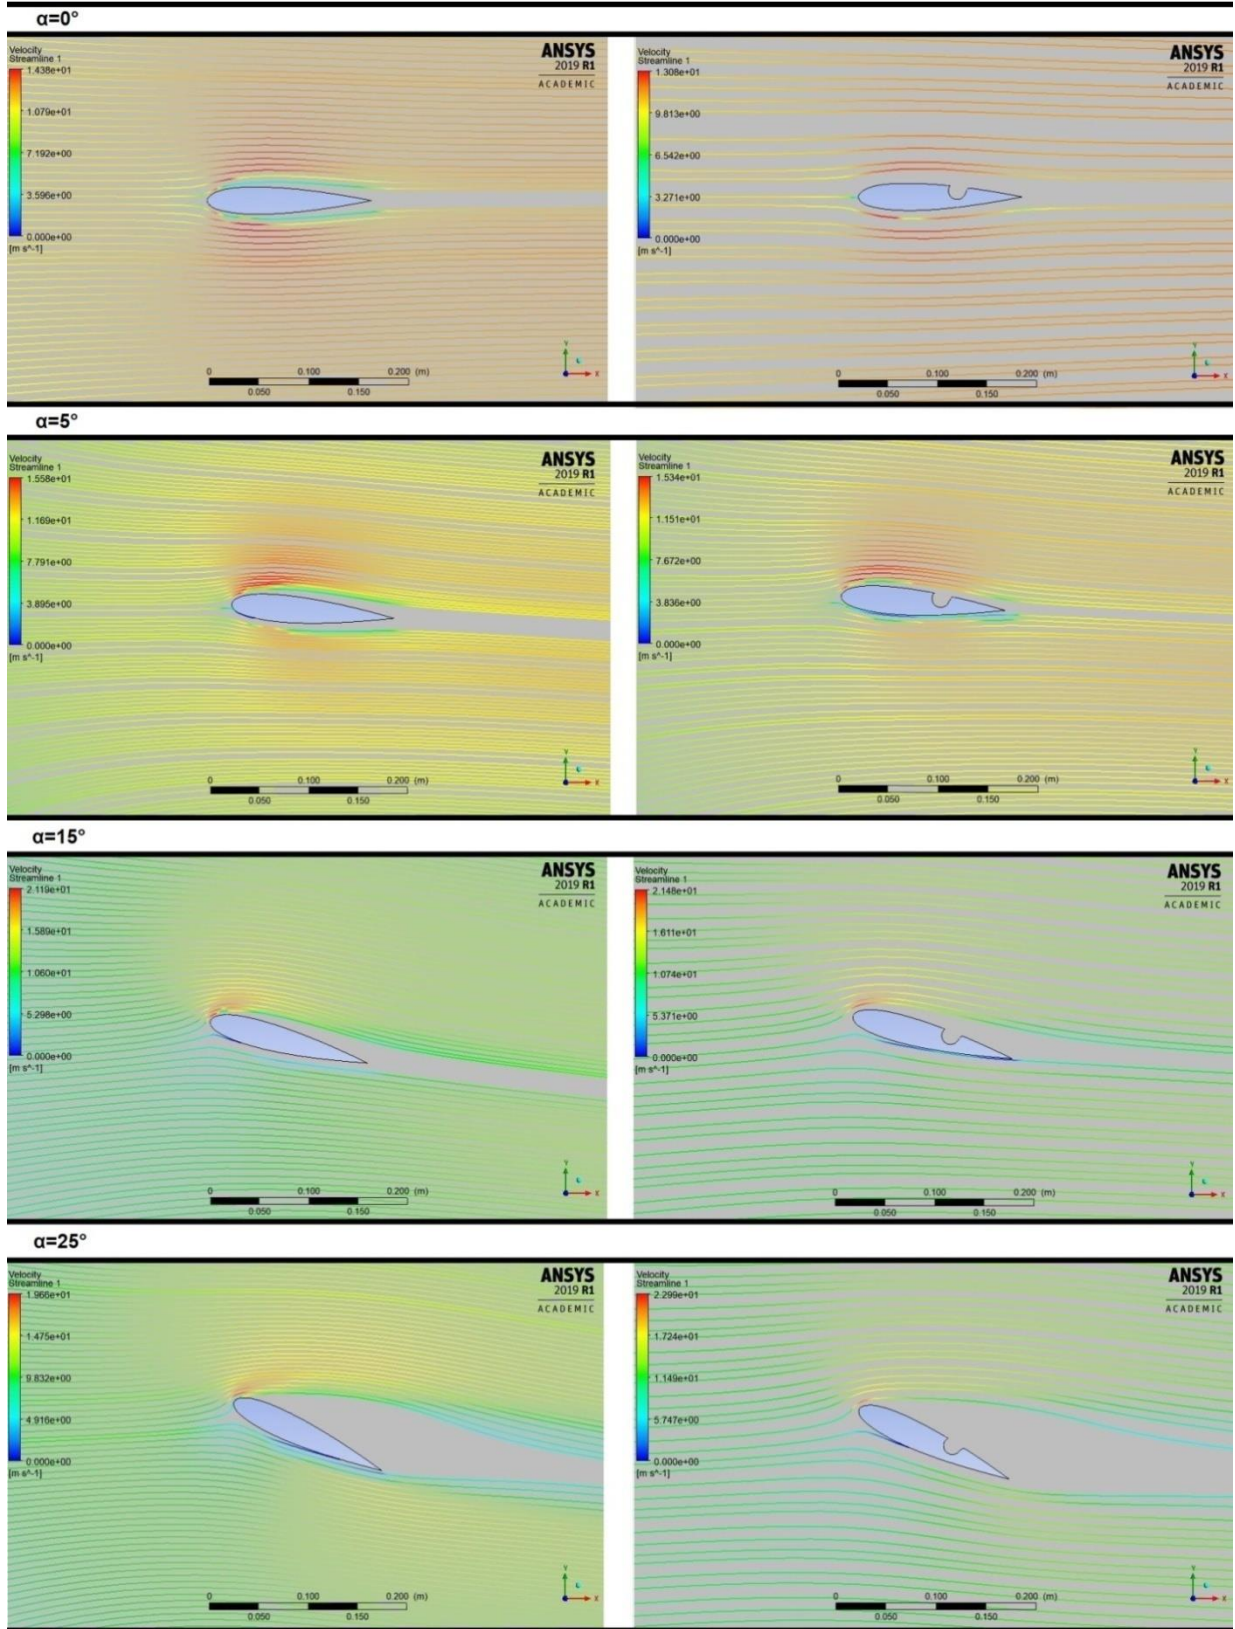 α=0°
Velocity
Streamline 1
1.438e+01
1.079e+01
7.192e+00
3.596e+00
0.000e+00
[m s^-1]
ANSYS
2019 R1
ACADEMIC
0 0.100 0.200 (m)
0.050 0.150
Y
X
Velocity
Streamline 1
1.308e+01
9.813e+00
6.542e+00
3.271e+00
0.000e+00
[m s^-1]
ANSYS
2019 R1
ACADEMIC
0 0.100 0.200 (m)
0.050 0.150
Y
X
α=5°
Velocity
Streamline 1
1.558e+01
1.169e+01
7.791e+00
3.895e+00
0.000e+00
[m s^-1]
ANSYS
2019 R1
ACADEMIC
0 0.100 0.200 (m)
0.050 0.150
Y
X
Velocity
Streamline 1
1.534e+01
1.151e+01
7.672e+00
3.836e+00
0.000e+00
[m s^-1]
ANSYS
2019 R1
ACADEMIC
0 0.100 0.200 (m)
0.050 0.150
Y
X
α=15°
Velocity
Streamline 1
2.119e+01
1.589e+01
1.060e+01
5.298e+00
0.000e+00
[m s^-1]
ANSYS
2019 R1
ACADEMIC
0 0.100 0.200 (m)
0.050 0.150
Y
X
Velocity
Streamline 1
2.148e+01
1.611e+01
1.074e+01
5.371e+00
0.000e+00
[m s^-1]
ANSYS
2019 R1
ACADEMIC
0 0.100 0.200 (m)
0.050 0.150
Y
X
α=25°
Velocity
Streamline 1
1.966e+01
1.475e+01
9.832e+00
4.916e+00
0.000e+00
[m s^-1]
ANSYS
2019 R1
ACADEMIC
0 0.100 0.200 (m)
0.050 0.150
Y
X
Velocity
Streamline 1
2.299e+01
1.724e+01
1.149e+01
5.747e+00
0.000e+00
[m s^-1]
ANSYS
2019 R1
ACADEMIC
0 0.100 0.200 (m)
0.050 0.150
Y
X